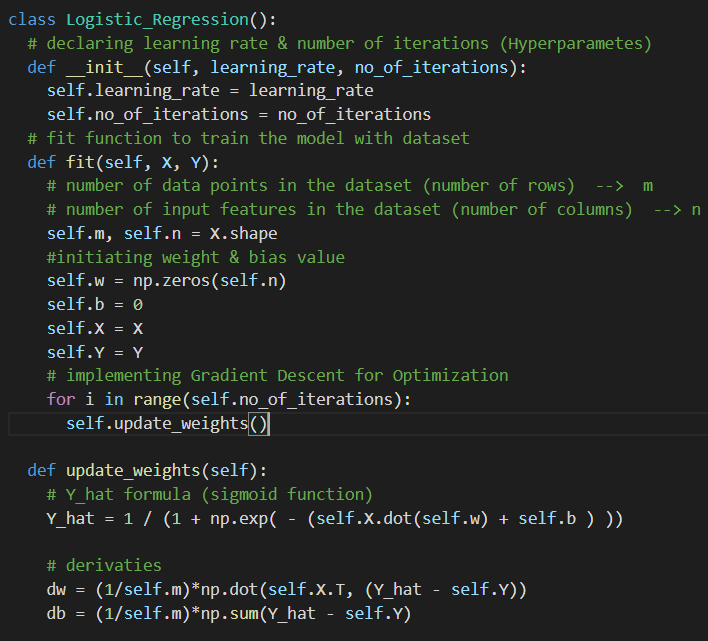 class Logistic_Regression():
# declaring learning rate & number of iterations (Hyperparametes)
def __init__(self, learning_rate, no_of_iterations):
self.learning_rate = learning_rate
self.no_of_iterations = no_of_iterations
# fit function to train the model with dataset
def fit(self, X, Y):
# number of data points in the dataset (number of rows)  -->  m
# number of input features in the dataset (number of columns)  --> n
self.m, self.n = X.shape
#initiating weight & bias value
self.w = np.zeros(self.n)
self.b = 0
self.X = X
self.Y = Y
# implementing Gradient Descent for Optimization
for i in range(self.no_of_iterations):
self.update_weights()
def update_weights(self):
# Y_hat formula (sigmoid function)
Y_hat = 1 / (1 + np.exp( - (self.X.dot(self.w) + self.b ) ))
# derivaties
dw = (1/self.m)*np.dot(self.X.T, (Y_hat - self.Y))
db = (1/self.m)*np.sum(Y_hat - self.Y)